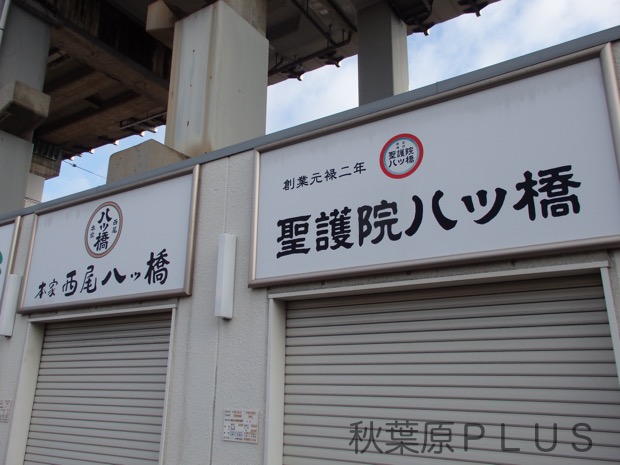 創業元禄二年
聖護院
八ツ橋
聖護院八ツ橋
八ツ橋
本家
西尾
本家西尾八ッ橋
秋葉原PLUS